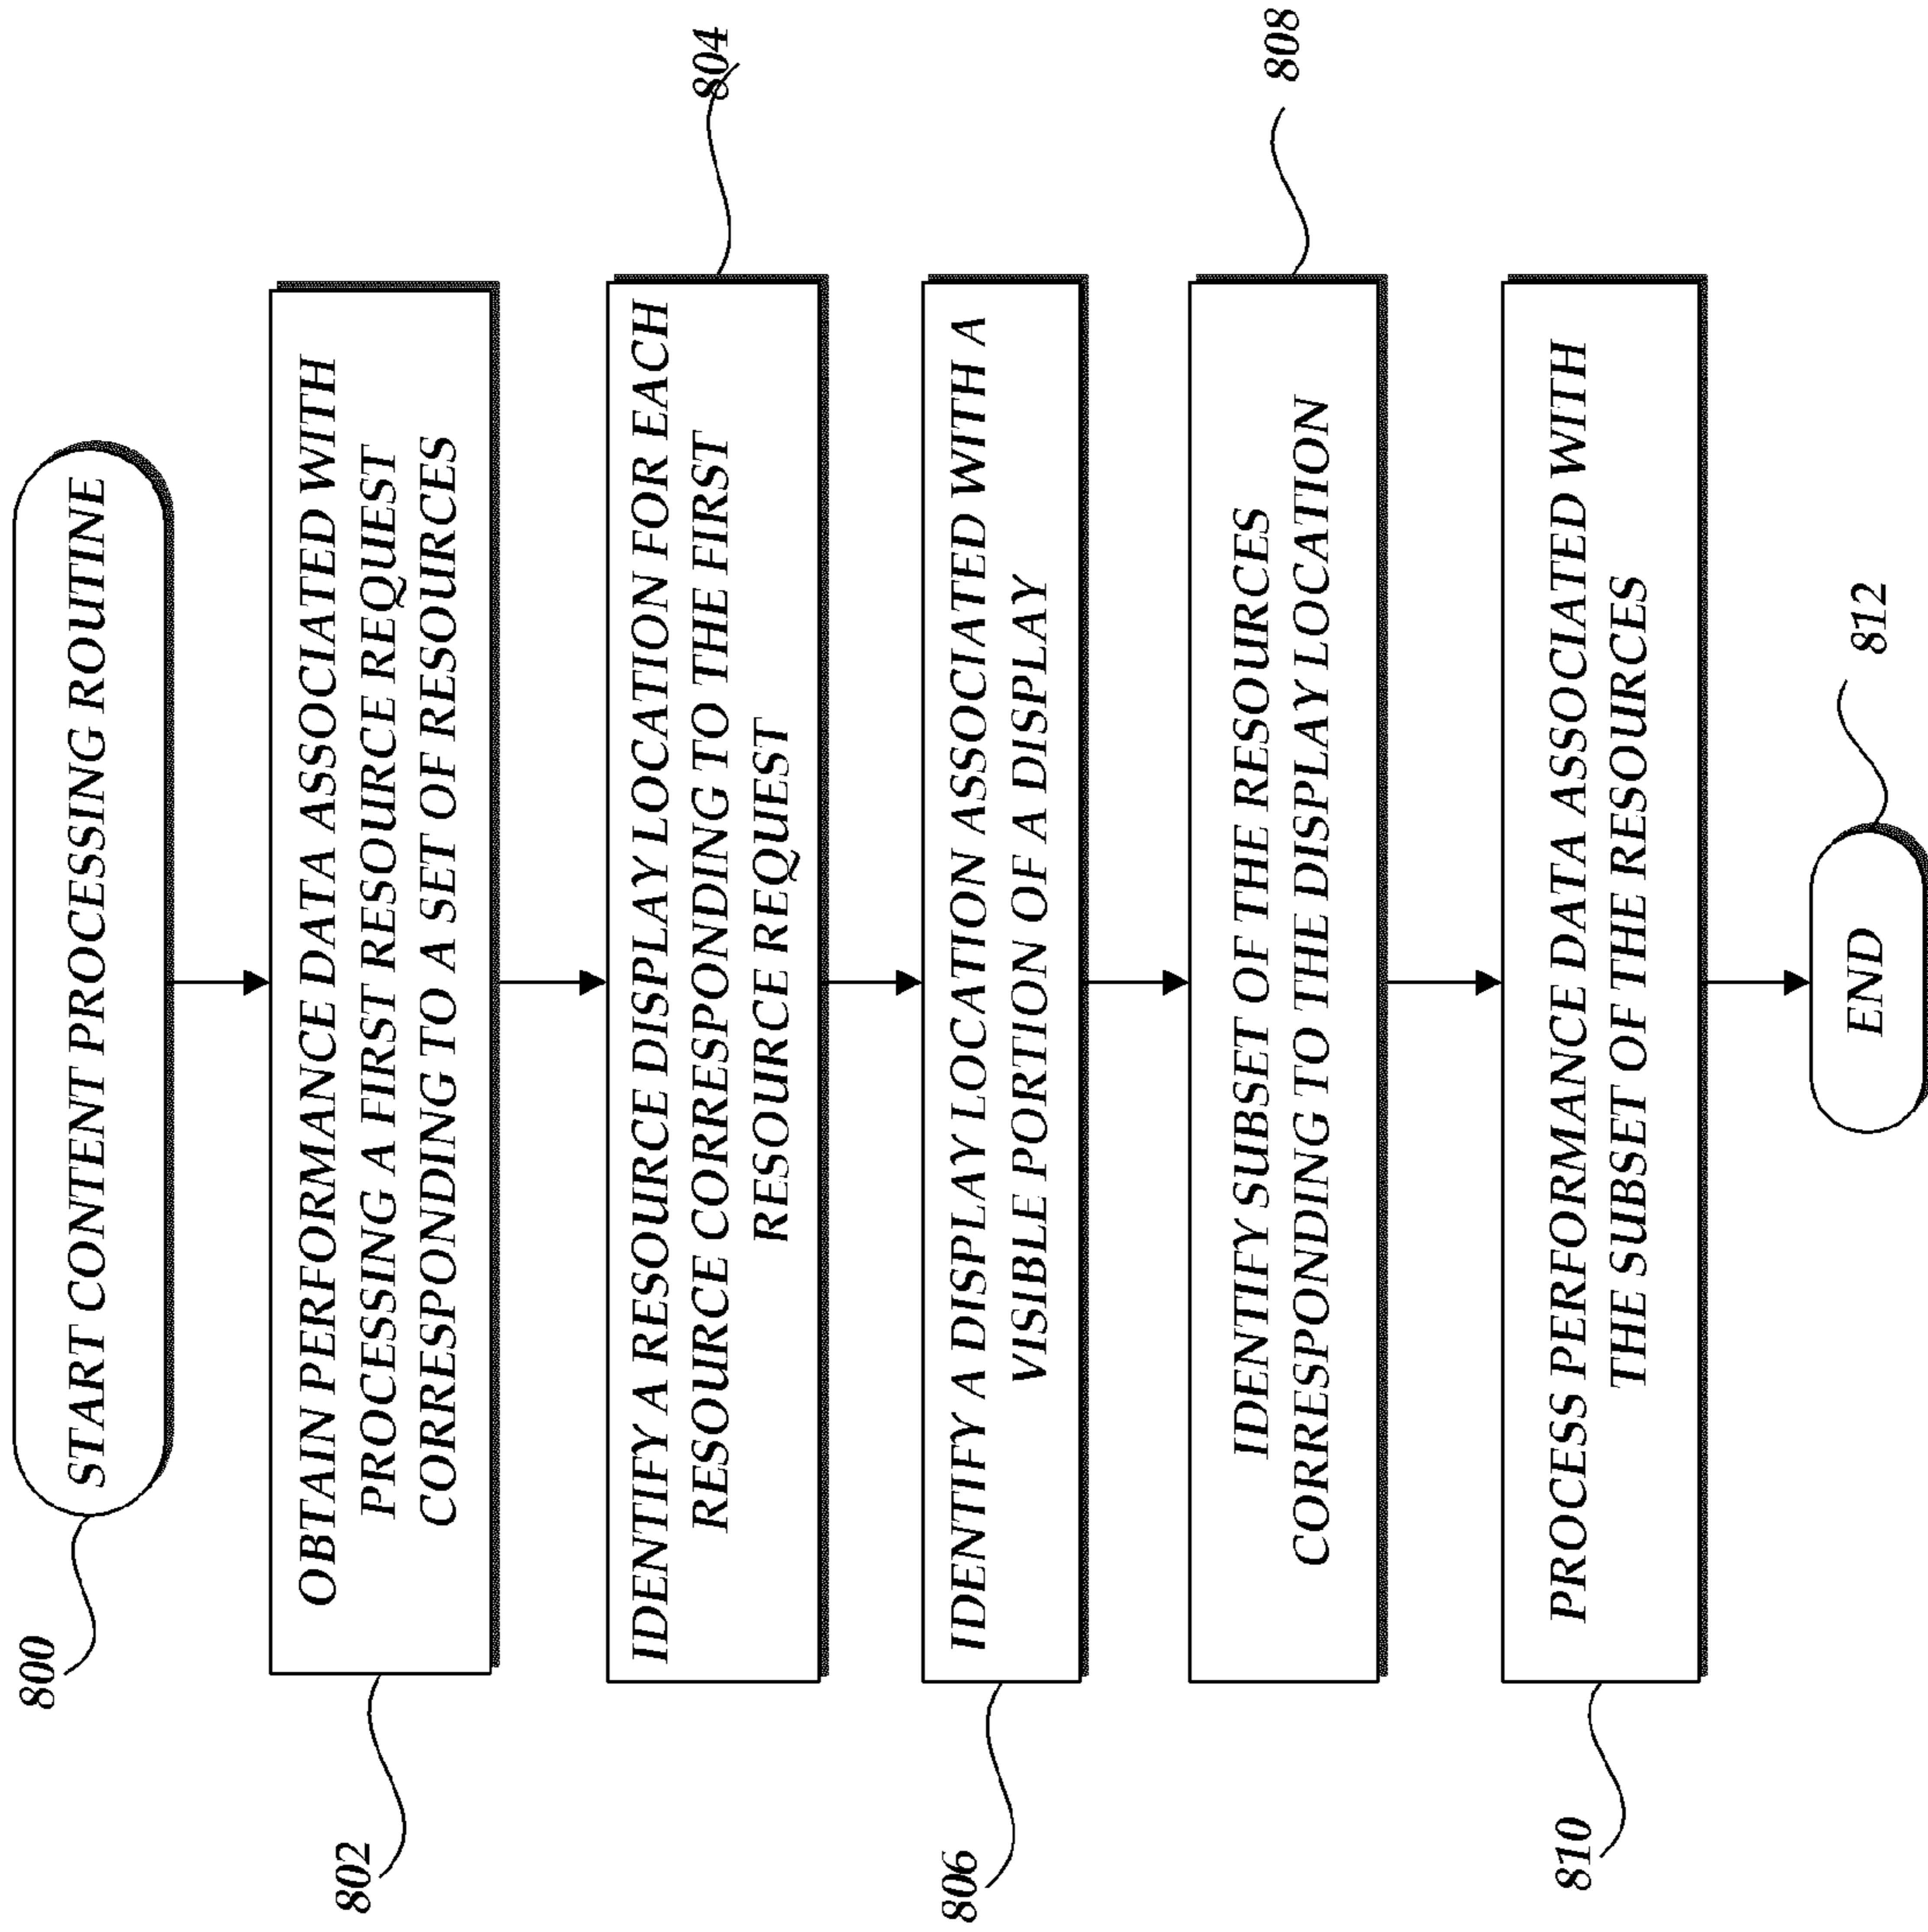 800
START CONTENT PROCESSING ROUTINE
802
OBTAIN PERFORMANCE DATA ASSOCIATED WITH
PROCESSING A FIRST RESOURCE REQUEST
CORRESPONDING TO A SET OF RESOURCES
804
IDENTIFY A RESOURCE DISPLAY LOCATION FOR EACH
RESOURCE CORRESPONDING TO THE FIRST
RESOURCE REQUEST
806
IDENTIFY A DISPLAY LOCATION ASSOCIATED WITH A
VISIBLE PORTION OF A DISPLAY
808
IDENTIFY SUBSET OF THE RESOURCES
CORRESPONDING TO THE DISPLAY LOCATION
810
PROCESS PERFORMANCE DATA ASSOCIATED WITH
THE SUBSET OF THE RESOURCES
812
END